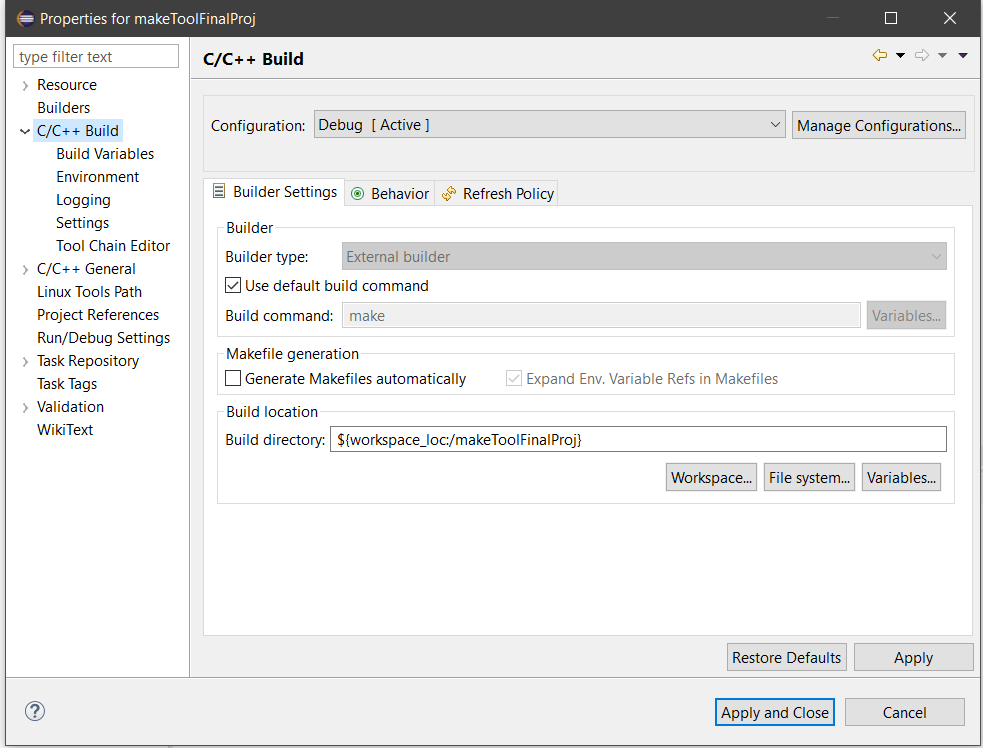 Properties for makeToolFinalProj
type filter text
Resource
Builders
C/C++ Build
Build Variables
Environment
Logging
Settings
Tool Chain Editor
C/C++ General
Linux Tools Path
Project References
Run/Debug Settings
Task Repository
Task Tags
Validation
WikiText
C/C++ Build
Configuration: Debug [ Active ] Manage Configurations...
Builder Settings Behavior Refresh Policy
Builder
Builder type: External builder
Use default build command
Build command: make Variables...
Makefile generation
Generate Makefiles automatically Expand Env. Variable Refs in Makefiles
Build location
Build directory: ${workspace_loc:/makeToolFinalProj}
Workspace... File system... Variables...
Restore Defaults Apply
? Apply and Close Cancel